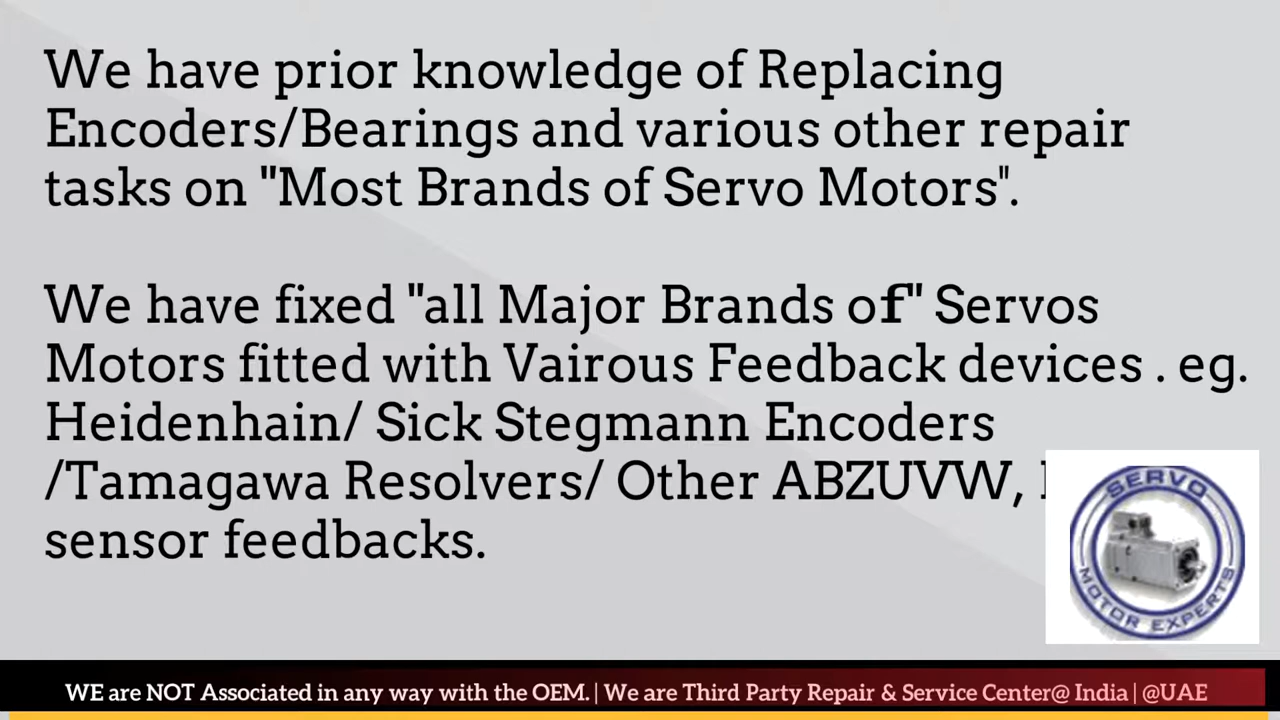 We have prior knowledge of Replacing
Encoders/Bearings and various other repair
tasks on "Most Brands of Servo Motors".
We have fixed "all Major Brands of" Servos
Motors fitted with Vairous Feedback devices . eg.
Heidenhain/ Sick Stegmann Encoders
/Tamagawa Resolvers/ Other ABZUVW,
sensor feedbacks.
SERVO
MOTOR EXPERTS
WE are NOT Associated in any way with the OEM. | We are Third Party Repair & Service Center@ India | @UAE